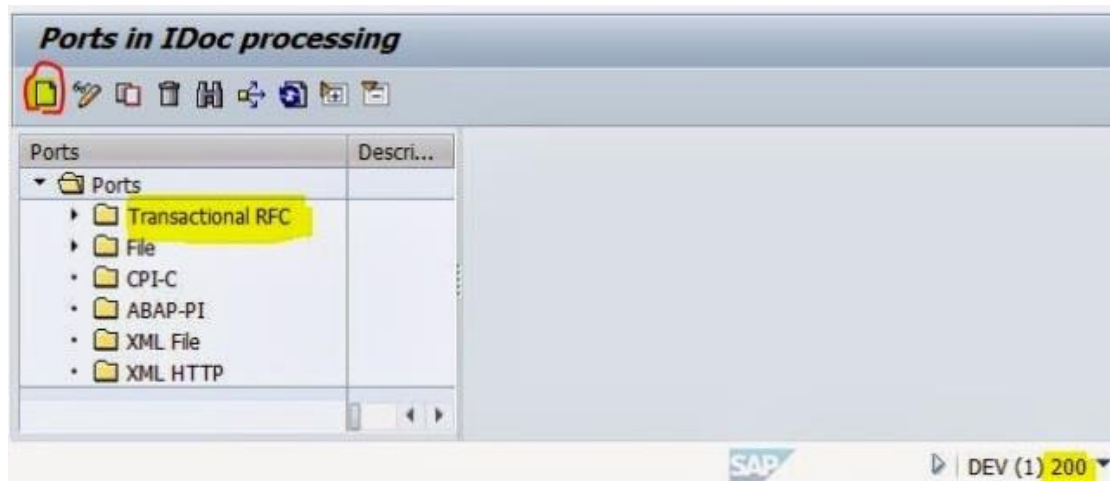 Ports in IDoc processing
Ports Descri...
Ports
Transactional RFC
File
CPI-C
ABAP-PI
XML File
XML HTTP
SAP DEV (1) 200